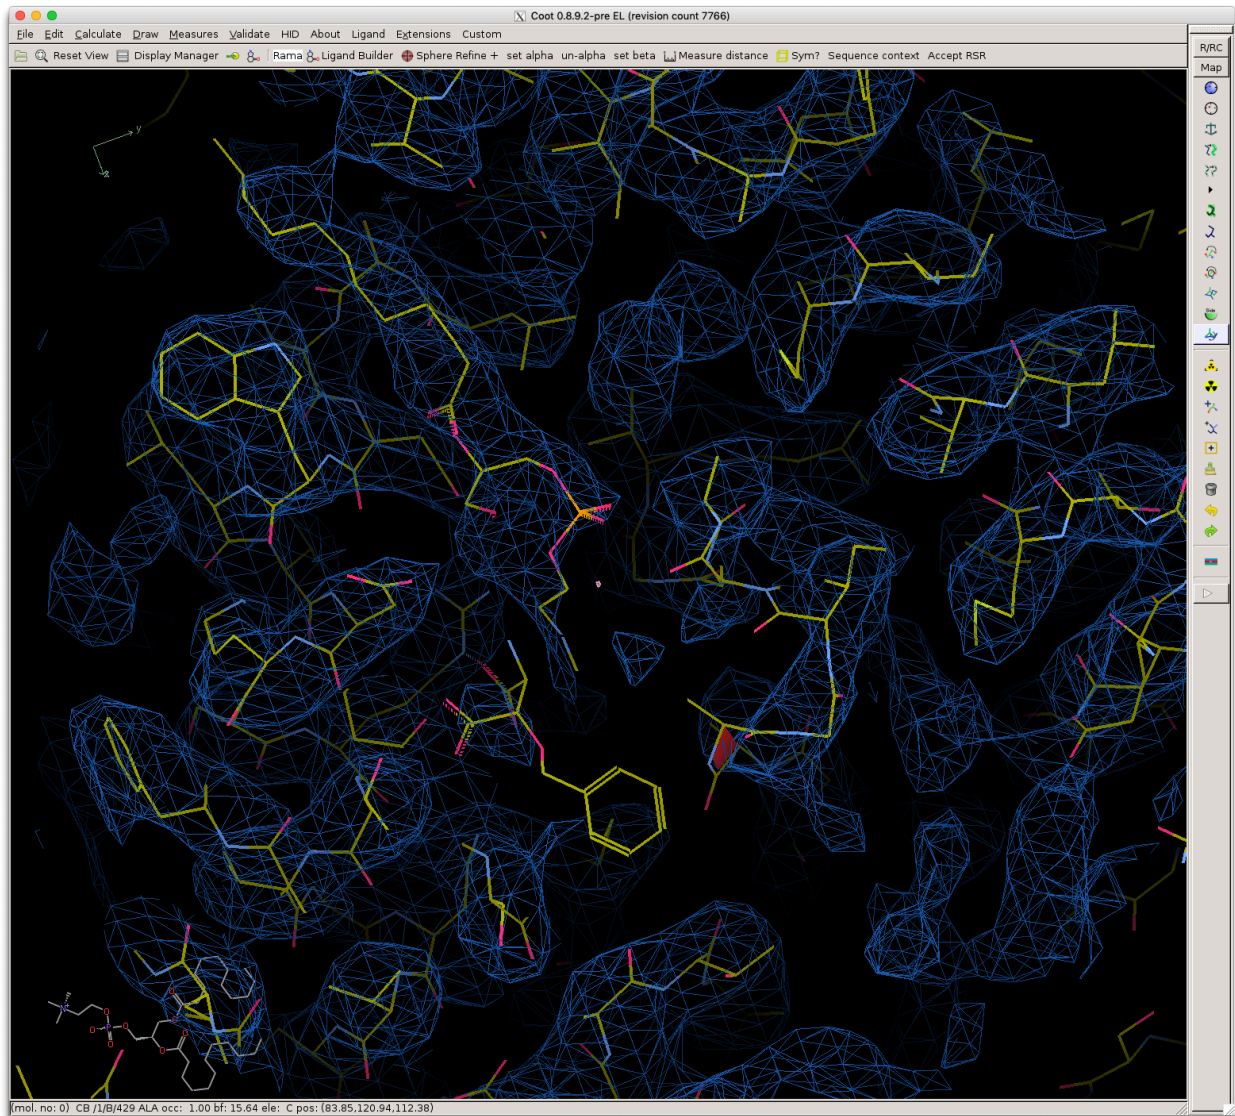 Coot 0.8.9.2-pre EL (revision count 7766)
File Edit Calculate Draw Measures Validate HID About Ligand Extensions Custom
Reset View Display Manager Rama Ligand Builder Sphere Refine + set alpha un-alpha set beta Measure distance Sym? Sequence context Accept RSR
R/RC
Map
y
Side
N
O
O
P
O
O
O
O
O
(mol. no: 0) CB /1/B/429 ALA occ: 1.00 bf: 15.64 ele: C pos: (83.85,120.94,112.38)